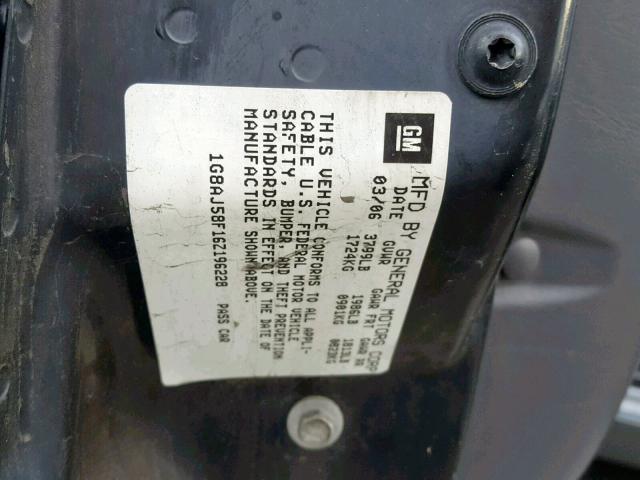 GM
MFD BY GENERAL MOTORS CORP
DATE GVWR GAWR FRT GAWR RR
03/06 3799LB 1986LB 1813LB
1724KG 0901KG 0823KG
THIS VEHICLE CONFORMS TO ALL APPLI-
CABLE U.S. FEDERAL MOTOR VEHICLE
SAFETY, BUMPER, AND THEFT PREVENTION
STANDARDS IN EFFECT ON THE DATE OF
MANUFACTURE SHOWN ABOVE.
1G8AJ58F16Z196228 PASS CAR